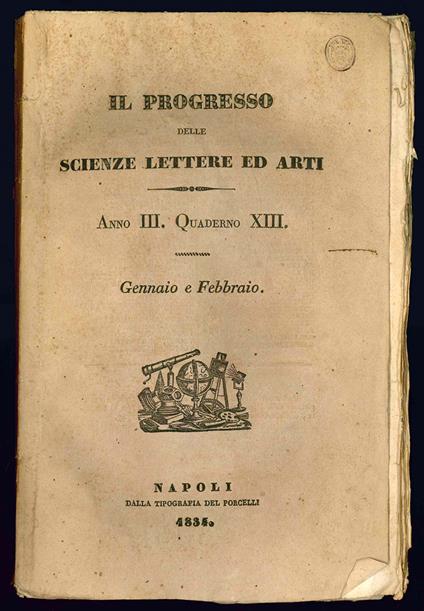 IL PROGRESSO
DELLE
SCIENZE LETTERE ED ARTI
ANNO III. QUADERNO XIII.
Gennaio e Febbraio.
NAPOLI
DALLA TIPOGRAFIA DEL PORCELLI
1834.